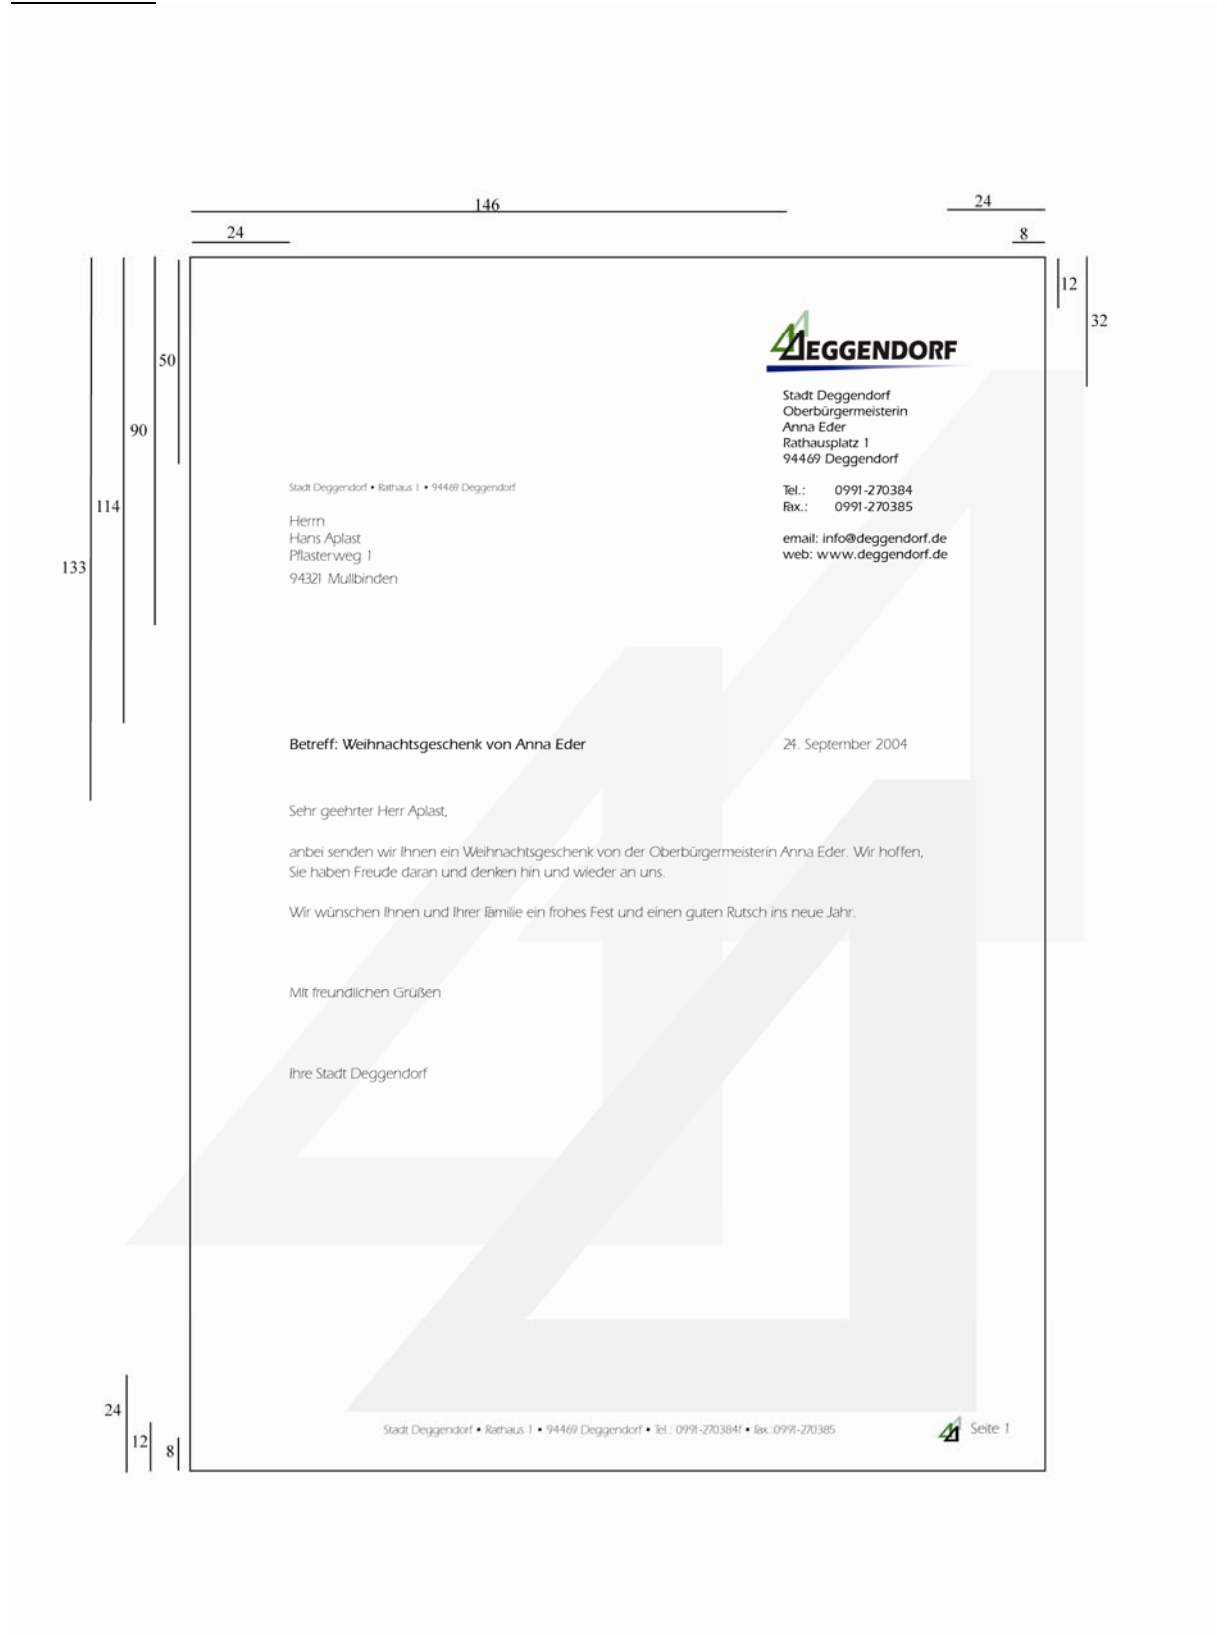 146
24
24
8
12
32
50
90
114
133
EGGENDORF
Stadt Deggendorf
Oberbürgermeisterin
Anna Eder
Rathausplatz 1
94469 Deggendorf
Tel.: 0991-270384
Fax.: 0991-270385
email: info@deggendorf.de
web: www.deggendorf.de
Stadt Deggendorf • Rathaus 1 • 94469 Deggendorf
Herrn
Hans Aplast
Pflasterweg 1
94321 Mullbinden
Betreff: Weihnachtsgeschenk von Anna Eder
24. September 2004
Sehr geehrter Herr Aplast,
anbei senden wir Ihnen ein Weihnachtsgeschenk von der Oberbürgermeisterin Anna Eder. Wir hoffen,
Sie haben Freude daran und denken hin und wieder an uns.
Wir wünschen Ihnen und Ihrer Familie ein frohes Fest und einen guten Rutsch ins neue Jahr.
Mit freundlichen Grüßen
Ihre Stadt Deggendorf
24
12
8
Stadt Deggendorf • Rathaus 1 • 94469 Deggendorf • Tel.: 0991-270384f • Fax.:0991-270385
Seite 1